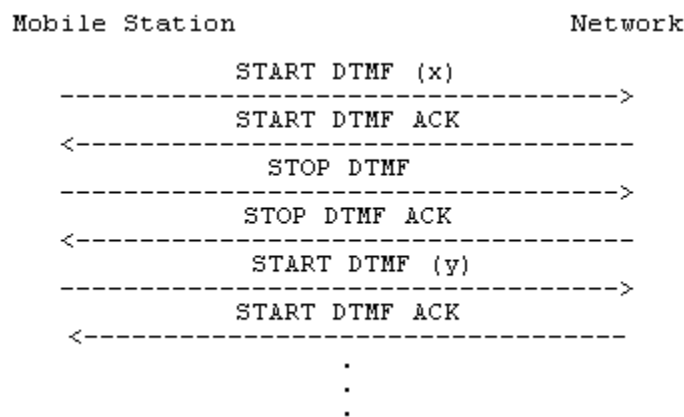 Mobile Station Network
START DTMF (x)
----------------------------------->
START DTMF ACK
<-----------------------------------
STOP DTMF
----------------------------------->
STOP DTMF ACK
<-----------------------------------
START DTMF (y)
----------------------------------->
START DTMF ACK
<----------------------------------
.
.
.